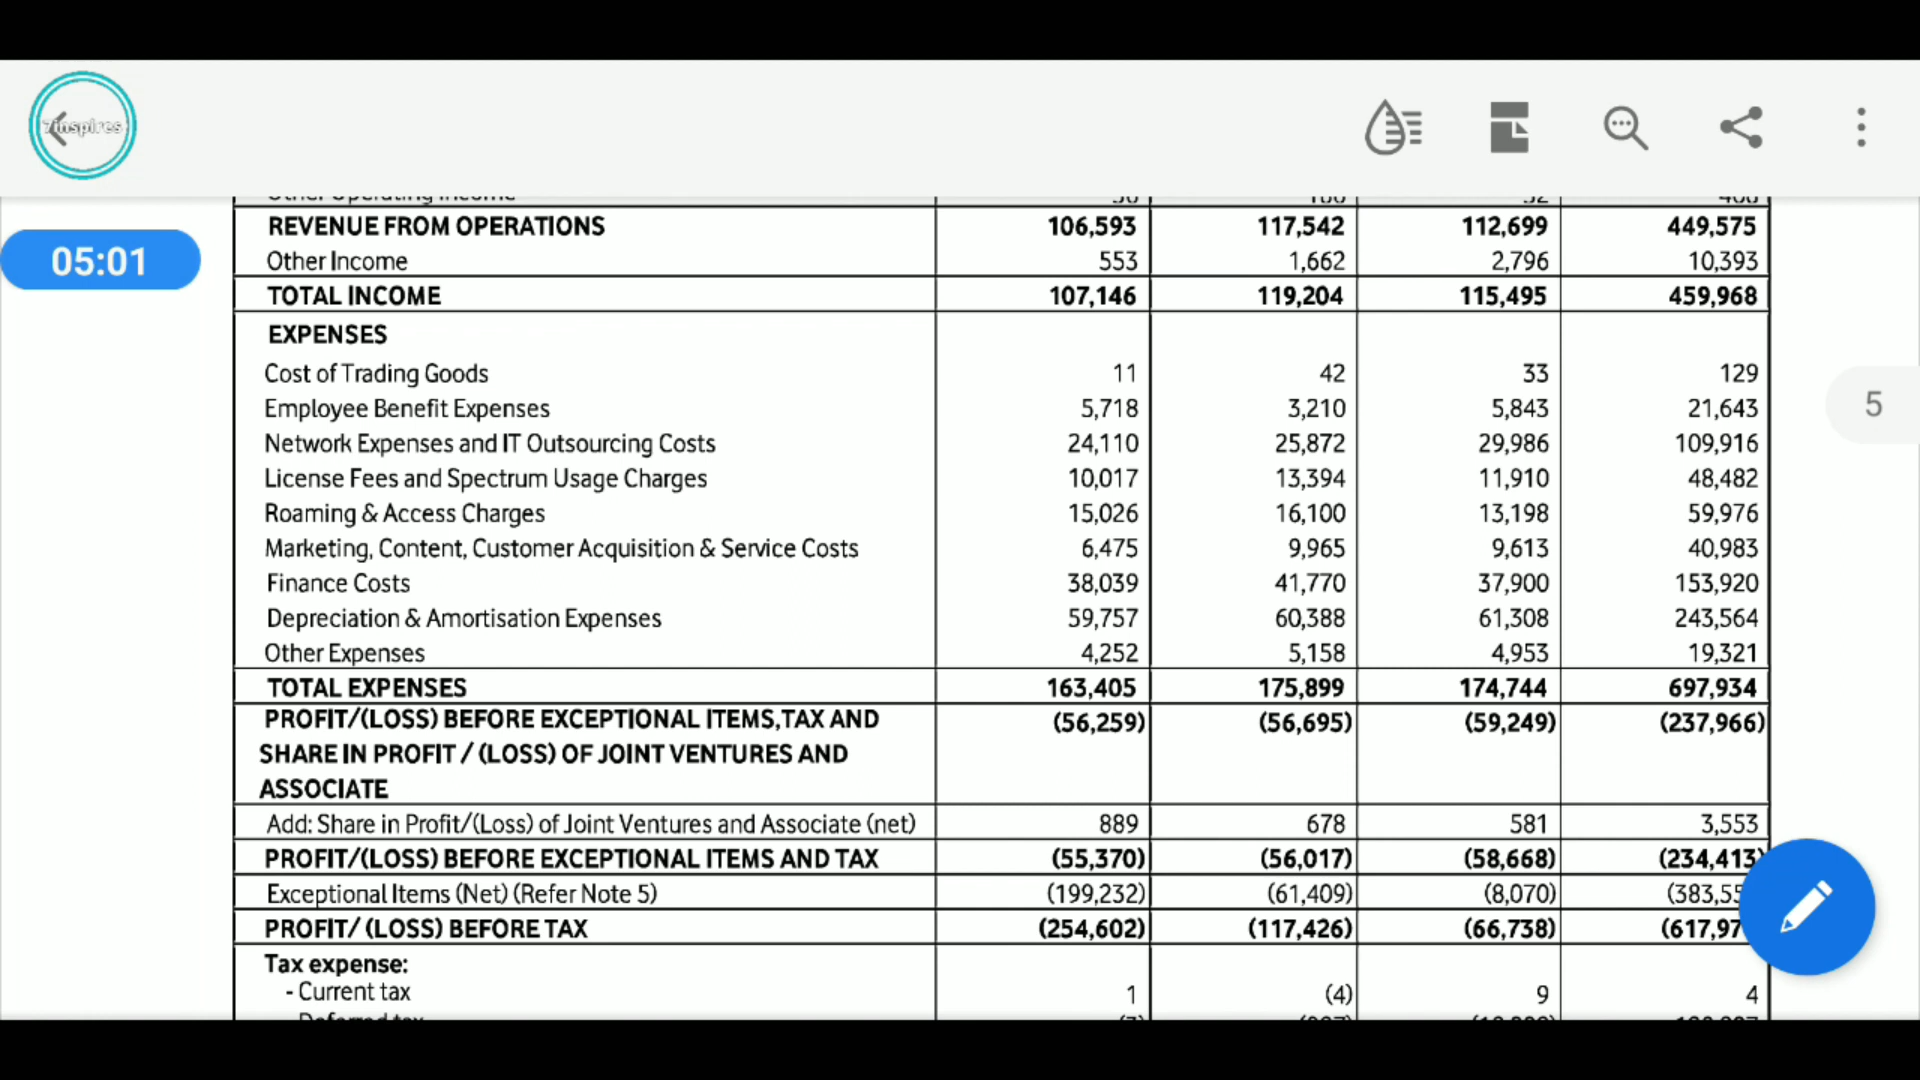 7inspires
05:01
5
REVENUE FROM OPERATIONS 106,593 117,542 112,699 449,575
Other Income 553 1,662 2,796 10,393
TOTAL INCOME 107,146 119,204 115,495 459,968
EXPENSES
Cost of Trading Goods 11 42 33 129
Employee Benefit Expenses 5,718 3,210 5,843 21,643
Network Expenses and IT Outsourcing Costs 24,110 25,872 29,986 109,916
License Fees and Spectrum Usage Charges 10,017 13,394 11,910 48,482
Roaming & Access Charges 15,026 16,100 13,198 59,976
Marketing, Content, Customer Acquisition & Service Costs 6,475 9,965 9,613 40,983
Finance Costs 38,039 41,770 37,900 153,920
Depreciation & Amortisation Expenses 59,757 60,388 61,308 243,564
Other Expenses 4,252 5,158 4,953 19,321
TOTAL EXPENSES 163,405 175,899 174,744 697,934
PROFIT/(LOSS) BEFORE EXCEPTIONAL ITEMS,TAX AND (56,259) (56,695) (59,249) (237,966)
SHARE IN PROFIT / (LOSS) OF JOINT VENTURES AND
ASSOCIATE
Add: Share in Profit/(Loss) of Joint Ventures and Associate (net) 889 678 581 3,553
PROFIT/(LOSS) BEFORE EXCEPTIONAL ITEMS AND TAX (55,370) (56,017) (58,668) (234,413)
Exceptional Items (Net) (Refer Note 5) (199,232) (61,409) (8,070) (383,55
PROFIT/ (LOSS) BEFORE TAX (254,602) (117,426) (66,738) (617,97
Tax expense:
- Current tax 1 (4) 9 4